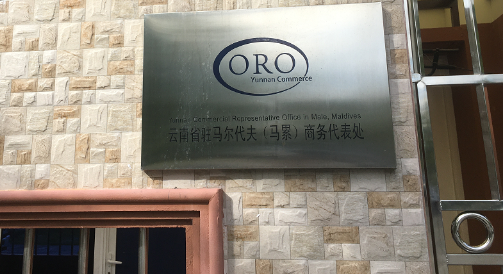 ORO
Yunnan Commerce
Yunnan Commercial Representative Office in Male, Maldives
云南省驻马尔代夫（马累）商务代表处